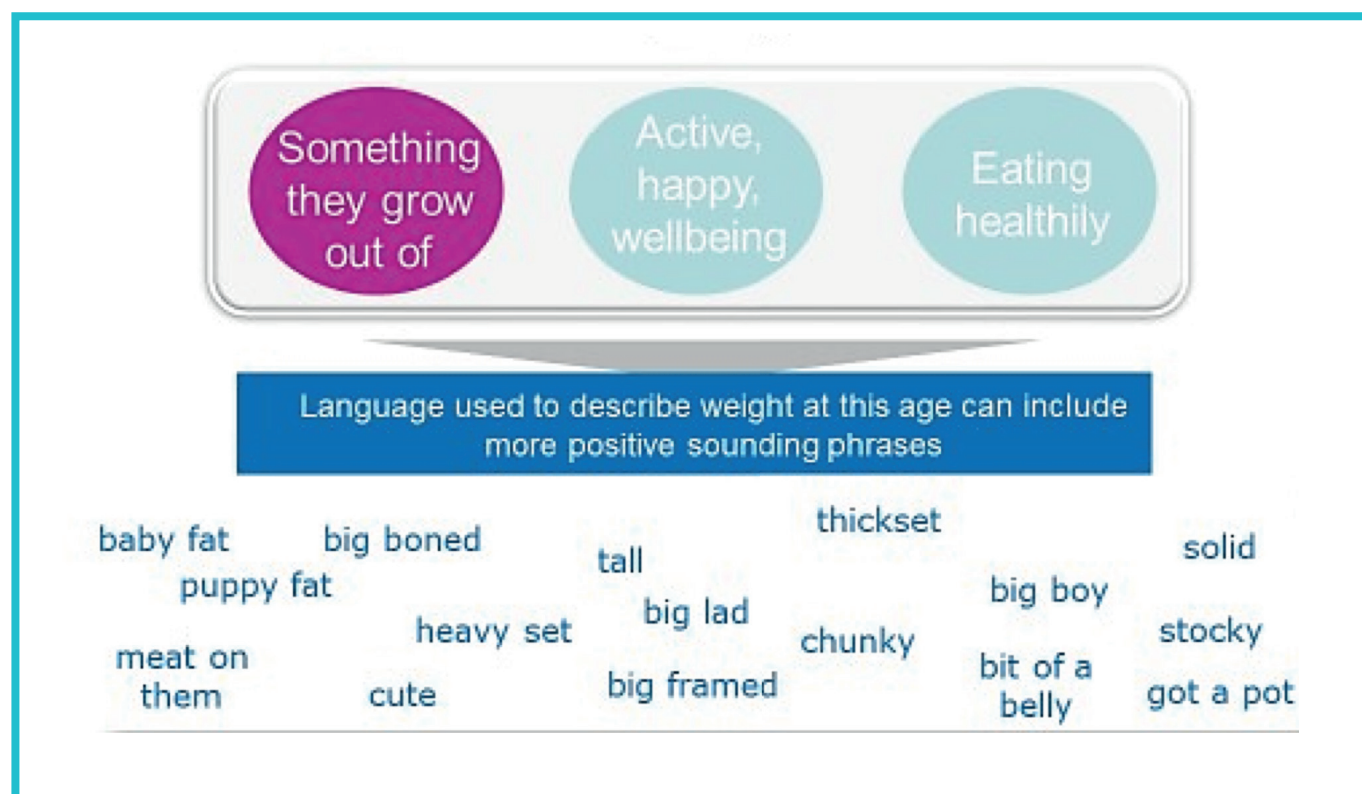 Something
they grow
out of
Active,
happy,
wellbeing
Eating
healthily
Language used to describe weight at this age can include
more positive sounding phrases
baby fat
big boned
tall
thickset
solid
puppy fat
big lad
big boy
heavy set
chunky
stocky
meat on
them
cute
big framed
bit of a
belly
got a pot